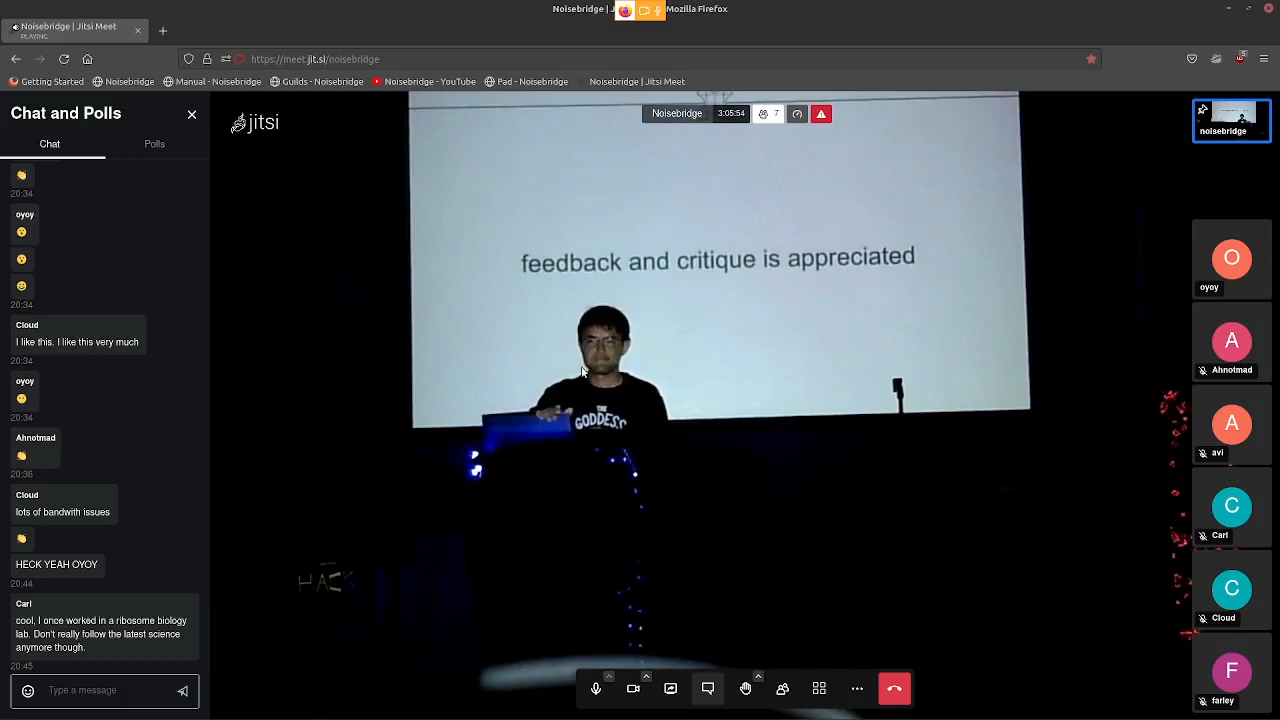 Noisebridge | J
Mozilla Firefox
Noisebridge | Jitsi Meet
PLAYING
https://meet.jit.si/noisebridge
5
Getting Started
Noisebridge
Manual - Noisebridge
Guilds - Noisebridge
Noisebridge - YouTube
Pad - Noisebridge
Noisebridge | Jitsi Meet
Chat and Polls
Chat
Polls
20:34
oyoy
20:34
Cloud
I like this. I like this very much
20:34
oyoy
20:34
Ahnotmad
20:36
Cloud
lots of bandwith issues
HECK YEAH OYOY
20:44
Carl
cool, I once worked in a ribosome biology
lab. Don't really follow the latest science
anymore though.
20:45
Type a message
jitsi
Noisebridge
3:05:54
7
feedback and critique is appreciated
THE
GODDESS
HACK
noisebridge
O
oyoy
A
Ahnotmad
A
avi
C
Carl
C
Cloud
F
farley